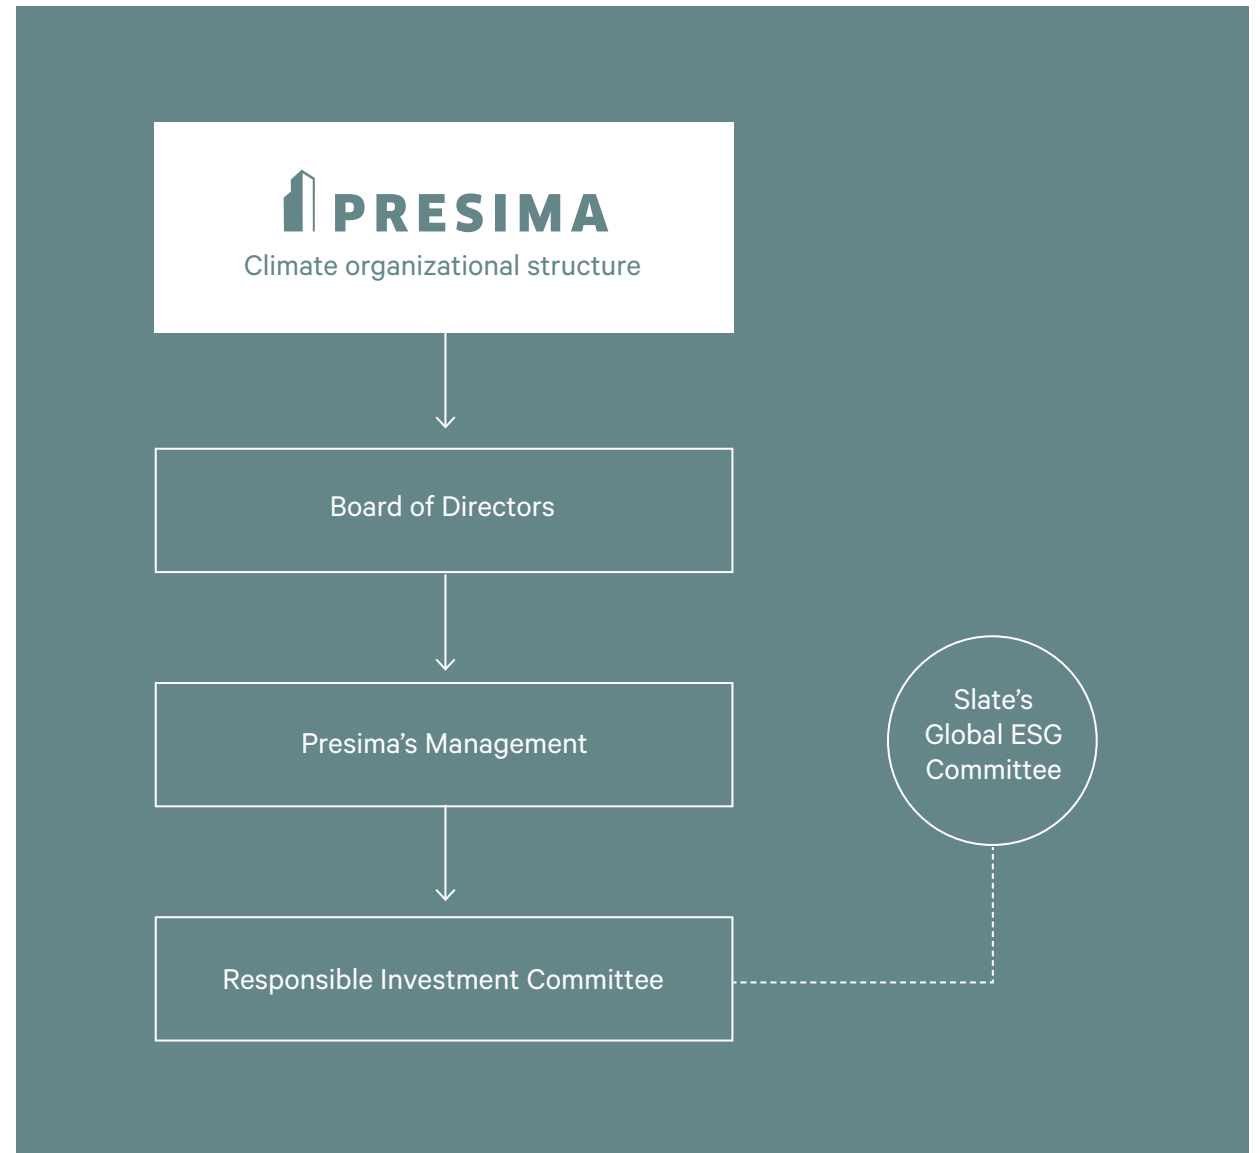 PRESIMA
Climate organizational structure
Board of Directors
Presima’s Management
Slate’s
Global ESG
Committee
Responsible Investment Committee